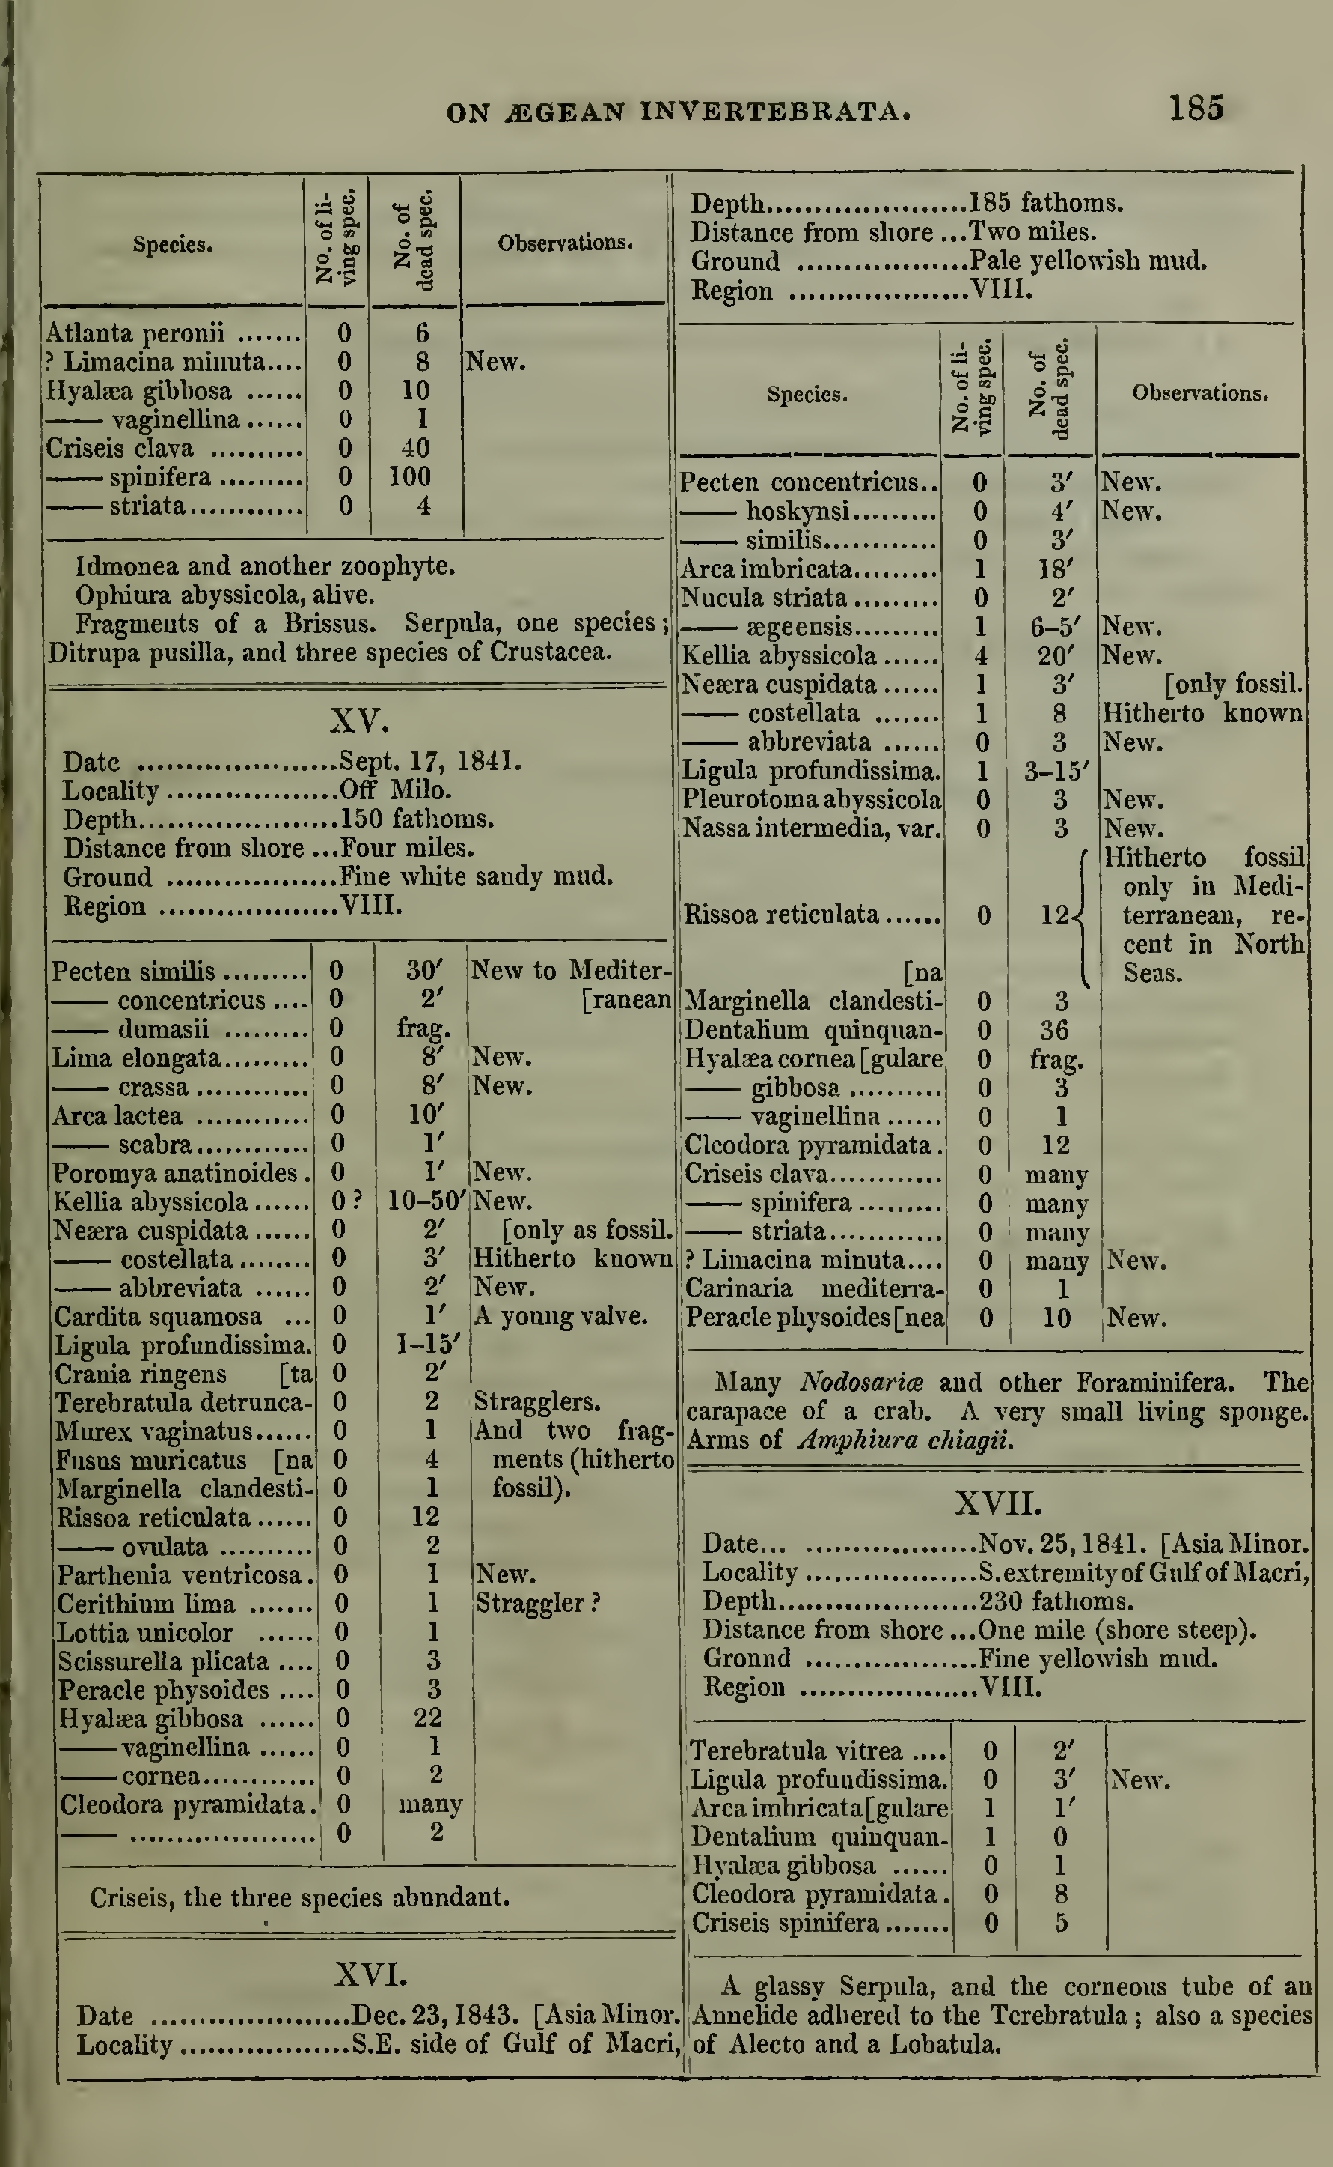 ON ÆGEAN INVERTEBRATA. 185
Species. No. of li- ving spec. No. of dead spec. Observations.
Atlanta peronii ....... 0 6
? Limacina minuta.... 0 8 New.
Hyalæa gibbosa ...... 0 10
—— vaginellina ...... 0 1
Criseis clava .......... 0 40
—— spinifera ......... 0 100
—— striata............ 0 4
Idmonea and another zoophyte.
Ophiura abyssicola, alive.
Fragments of a Brissus. Serpula, one species;
Ditrupa pusilla, and three species of Crustacea.
XV.
Date ......................Sept. 17, 1841.
Locality ..................Off Milo.
Depth......................150 fathoms.
Distance from shore ...Four miles.
Ground ..................Fine white sandy mud.
Region ...................VIII.
Pecten similis ......... 0 30′ New to Mediter-
—— concentricus .... 0 2′ [ranean
—— dumasii ......... 0 frag.
Lima elongata......... 0 8′ New.
—— crassa ............ 0 8′ New.
Arca lactea ............ 0 10′
—— scabra............ 0 1′
Poromya anatinoides . 0 1′ New.
Kellia abyssicola...... 0 ? 10–50′ New.
Neæra cuspidata ...... 0 2′ [only as fossil.
—— costellata ........ 0 3′ Hitherto known
—— abbreviata ...... 0 2′ New.
Cardita squamosa ... 0 1′ A young valve.
Ligula profundissima. 0 1–15′
Crania ringens [ta 0 2′
Terebratula detrunca- 0 2 Stragglers.
Murex vaginatus...... 0 1 And two frag-
Fusus muricatus [na 0 4 ments (hitherto
Marginella clandesti- 0 1 fossil).
Rissoa reticulata ...... 0 12
—— ovulata .......... 0 2
Parthenia ventricosa. 0 1 New.
Cerithium lima ....... 0 1 Straggler ?
Lottia unicolor ...... 0 1
Scissurella plicata .... 0 3
Peracle physoides .... 0 3
Hyalæa gibbosa ...... 0 22
—— vaginellina ...... 0 1
—— cornea............ 0 2
Cleodora pyramidata. 0 many
—— ..................... 0 2
Criseis, the three species abundant.
XVI.
Date ......................Dec. 23, 1843. [Asia Minor.
Locality ..................S.E. side of Gulf of Macri,
Depth......................185 fathoms.
Distance from shore ...Two miles.
Ground ..................Pale yellowish mud.
Region ...................VIII.
Species. No. of li- ving spec. No. of dead spec. Observations.
Pecten concentricus.. 0 3′ New.
—— hoskynsi......... 0 4′ New.
—— similis............ 0 3′
Arca imbricata......... 1 18′
Nucula striata ......... 0 2′
—— ægeensis......... 1 6–5′ New.
Kellia abyssicola ...... 4 20′ New.
Neæra cuspidata ...... 1 3′ [only fossil.
—— costellata ....... 1 8 Hitherto known
—— abbreviata ...... 0 3 New.
Ligula profundissima. 1 3–15′
Pleurotoma abyssicola 0 3 New.
Nassa intermedia, var. 0 3 New.
Hitherto fossil
only in Medi-
Rissoa reticulata ...... 0 12 terranean, re-
cent in North
[na Seas.
Marginella clandesti- 0 3
Dentalium quinquan- 0 36
Hyalæa cornea [gulare 0 frag.
—— gibbosa .......... 0 3
—— vaginellina ...... 0 1
Cleodora pyramidata. 0 12
Criseis clava............ 0 many
—— spinifera ......... 0 many
—— striata............ 0 many
? Limacina minuta.... 0 many New.
Carinaria mediterra- 0 1
Peracle physoides [nea 0 10 New.
Many Nodosariæ and other Foraminifera. The
carapace of a crab. A very small living sponge.
Arms of Amphiura chiagii.
XVII.
Date... ..................Nov. 25, 1841. [Asia Minor.
Locality ..................S. extremity of Gulf of Macri,
Depth......................230 fathoms.
Distance from shore ...One mile (shore steep).
Ground ..................Fine yellowish mud.
Region ...................VIII.
Terebratula vitrea .... 0 2′
Ligula profundissima. 0 3′ New.
Arca imbricata [gulare 1 1′
Dentalium quinquan- 1 0
Hyalæa gibbosa ...... 0 1
Cleodora pyramidata. 0 8
Criseis spinifera ....... 0 5
A glassy Serpula, and the corneous tube of an
Annelide adhered to the Terebratula; also a species
of Alecto and a Lobatula.